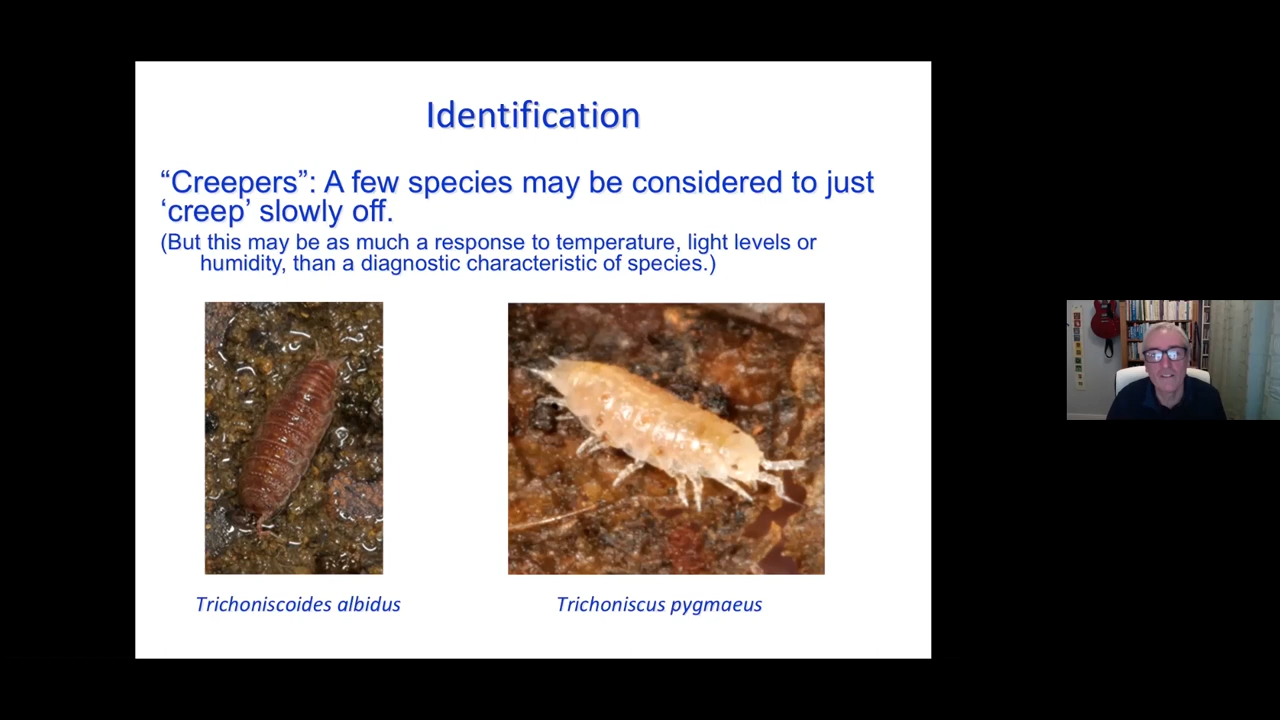 Identification
“Creepers”: A few species may be considered to just
‘creep’ slowly off.
(But this may be as much a response to temperature, light levels or
humidity, than a diagnostic characteristic of species.)
Trichoniscoides albidus
Trichoniscus pygmaeus